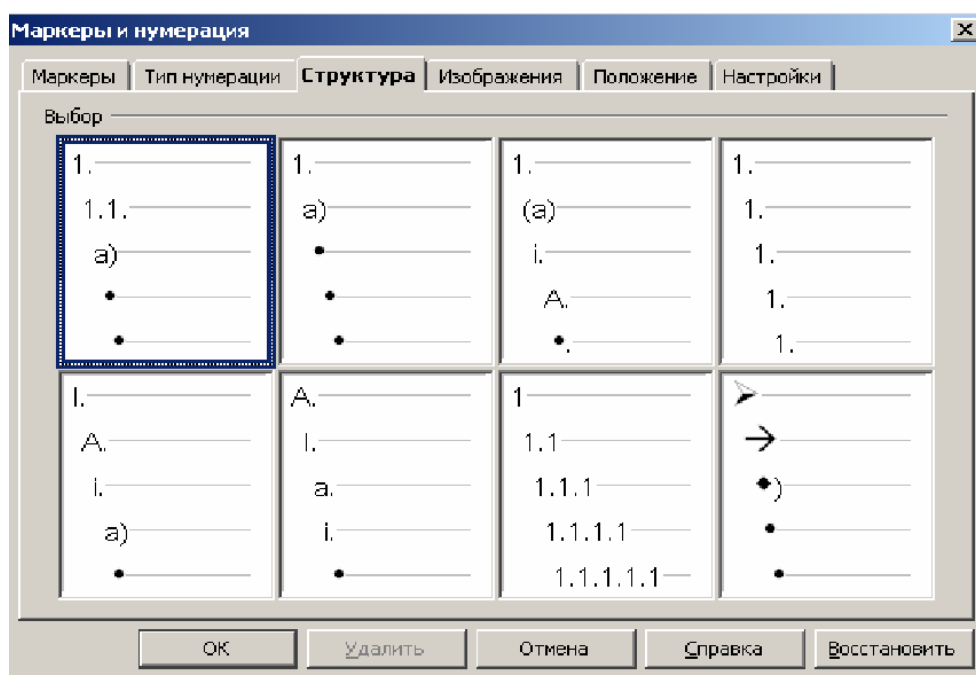 Маркеры и нумерация
Маркеры Тип нумерации Структура Изображения Положение Настройки
Выбор
1.
1.1.
a)
•
•
1.
a)
•
•
•
1.
(a)
i.
A.
•.
1.
1.
1.
1.
1.
I.
A.
i.
a)
•
A.
I.
a.
i.
•
1
1.1
1.1.1
1.1.1.1
1.1.1.1.1
➢
→
•)
•
•
OK Удалить Отмена Справка Восстановить